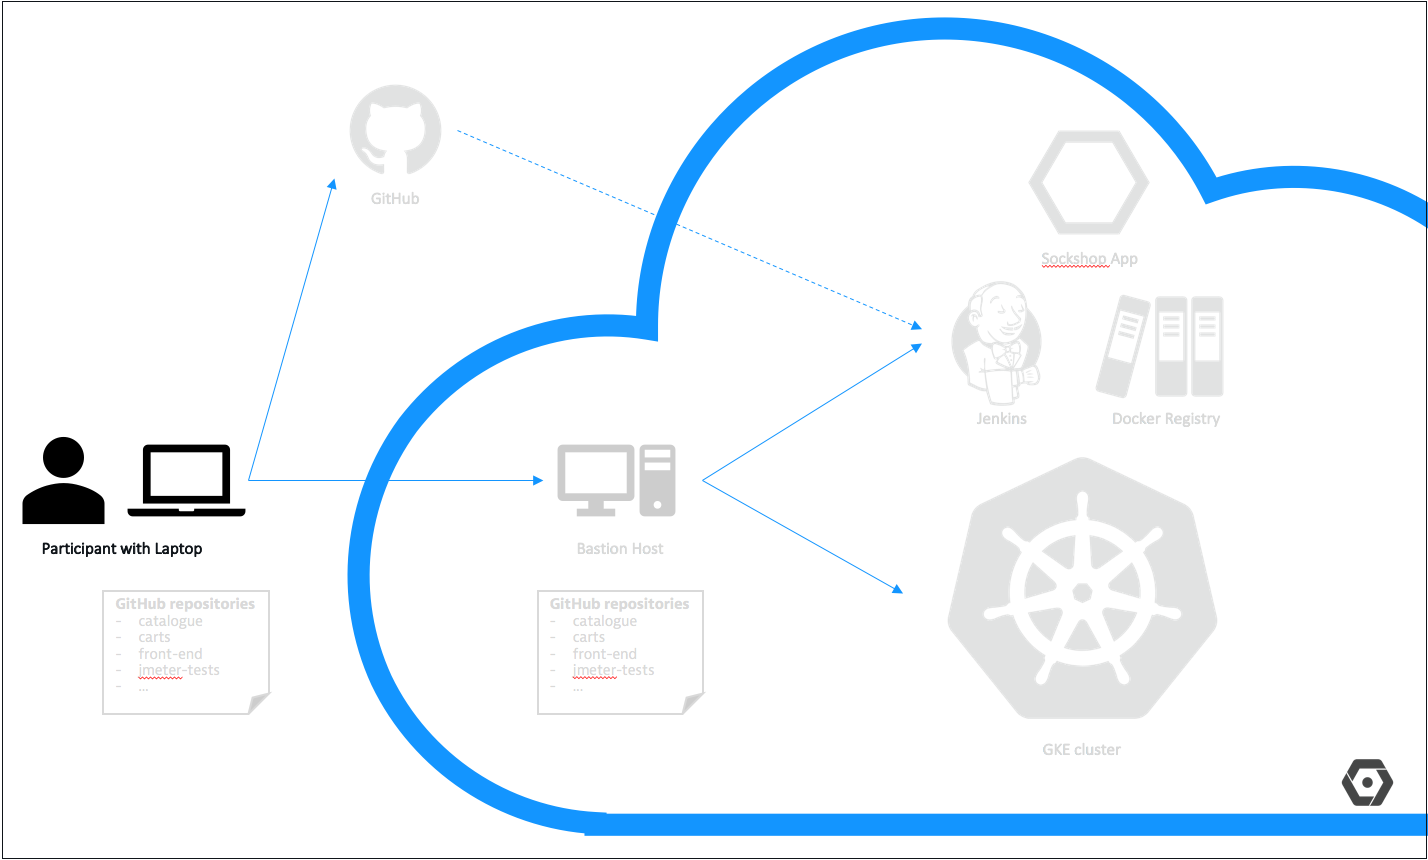 GitHub
Sockshop App
Jenkins
Docker Registry
Participant with Laptop
Bastion Host
GitHub repositories
- catalogue
- carts
- front-end
- jmeter-tests
- ...
GitHub repositories
- catalogue
- carts
- front-end
- jmeter-tests
- ...
GKE cluster